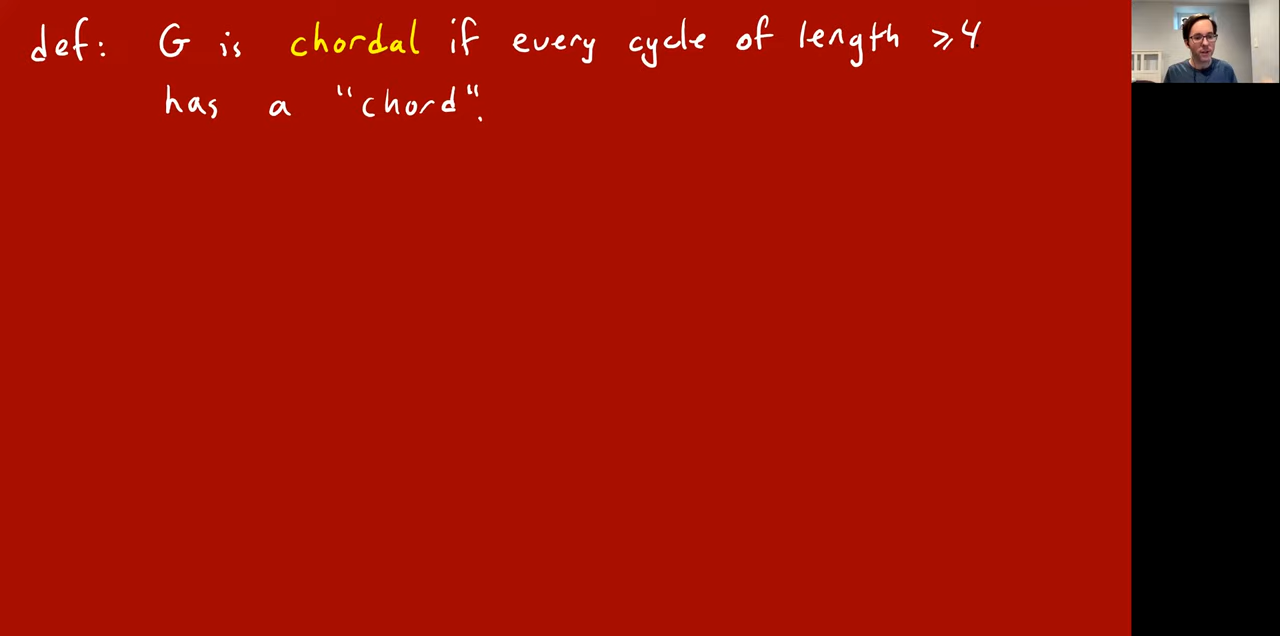 def: G is chordal if every cycle of length ⩾4
has a "chord".